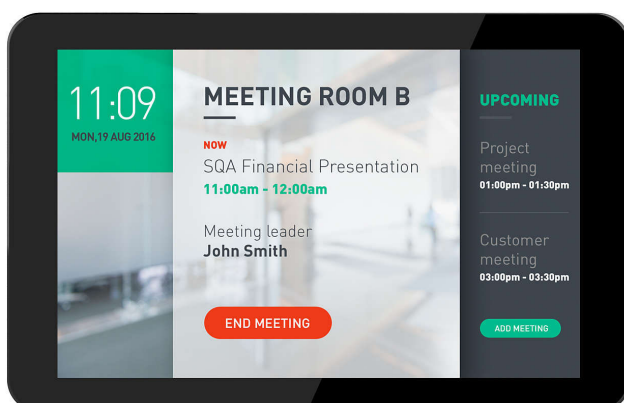 11:09
MON,19 AUG 2016
MEETING ROOM B
NOW
SQA Financial Presentation
11:00am - 12:00am
Meeting leader
John Smith
END MEETING
UPCOMING
Project
meeting
01:00pm - 01:30pm
Customer
meeting
03:00pm - 03:30pm
ADD MEETING